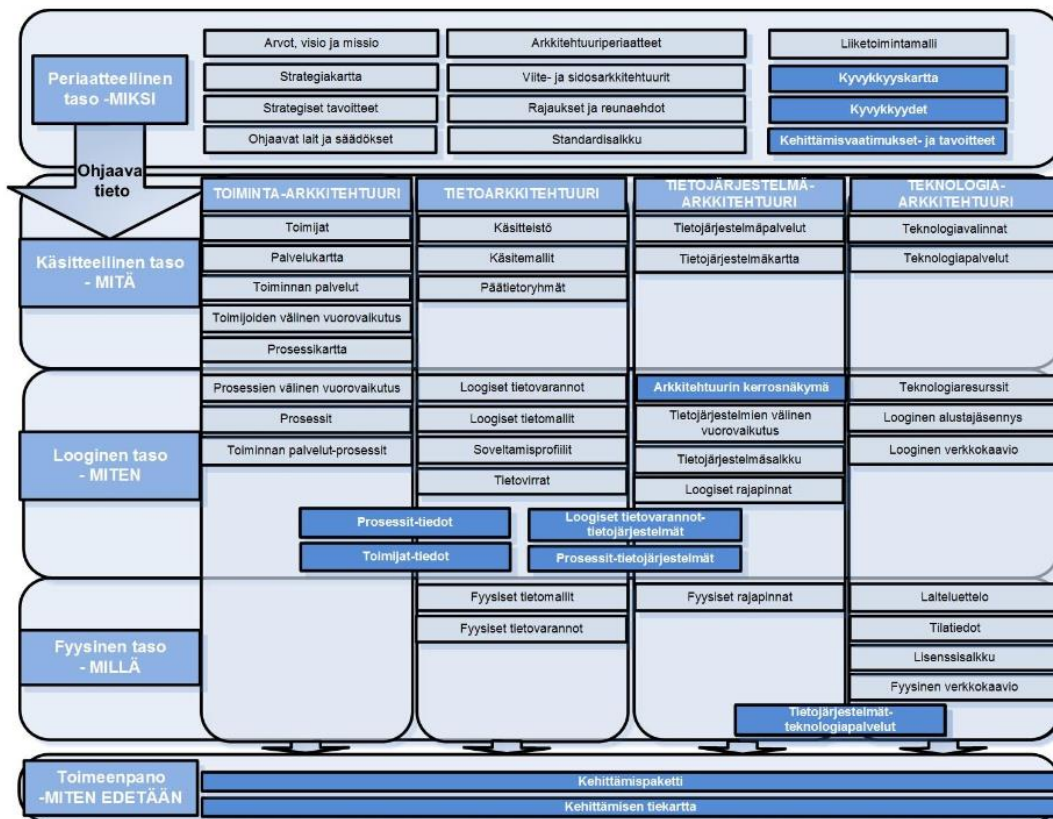 Arvot, visio ja missio
Arkkitehtuuriperiaatteet
Liiketoimintamalli
Periaatteellinen
taso -MIKSI
Strategiakartta
Viite- ja sidosarkkitehtuurit
Kyvykkyyskartta
Strategiset tavoitteet
Rajaukset ja reunaehdot
Kyvykkyydet
Ohjaavat lait ja säädökset
Standardisalkku
Kehittämisvaatimukset- ja tavoitteet
Ohjaava
tieto
TOIMINTA-ARKKITEHTUURI
TIETOARKKITEHTUURI
TIETOJÄRJESTELMÄ-
ARKKITEHTUURI
TEKNOLOGIA-
ARKKITEHTUURI
Käsitteellinen taso
- MITÄ
Toimijat
Käsitteistö
Tietojärjestelmäpalvelut
Teknologiavalinnat
Palvelukartta
Käsitemallit
Tietojärjestelmäkartta
Teknologiapalvelut
Toiminnan palvelut
Päätietoryhmät
Toimijoiden välinen vuorovaikutus
Prosessikartta
Looginen taso
- MITEN
Prosessien välinen vuorovaikutus
Loogiset tietovarannot
Arkkitehtuurin kerrosnäkymä
Teknologiaresurssit
Prosessit
Loogiset tietomallit
Tietojärjestelmien välinen
vuorovaikutus
Looginen alustajäsennys
Toiminnan palvelut-prosessit
Soveltamisprofiilit
Tietojärjestelmäsalkku
Looginen verkkokaavio
Tietovirrat
Loogiset rajapinnat
Prosessit-tiedot
Loogiset tietovarannot-
tietojärjestelmät
Toimijat-tiedot
Prosessit-tietojärjestelmät
Fyysinen taso
- MILLÄ
Fyysiset tietomallit
Fyysiset rajapinnat
Laiteluettelo
Fyysiset tietovarannot
Tilatiedot
Lisenssisalkku
Fyysinen verkkokaavio
Tietojärjestelmät-
teknologiapalvelut
Toimeenpano
-MITEN EDETÄÄN
Kehittämispaketti
Kehittämisen tiekartta